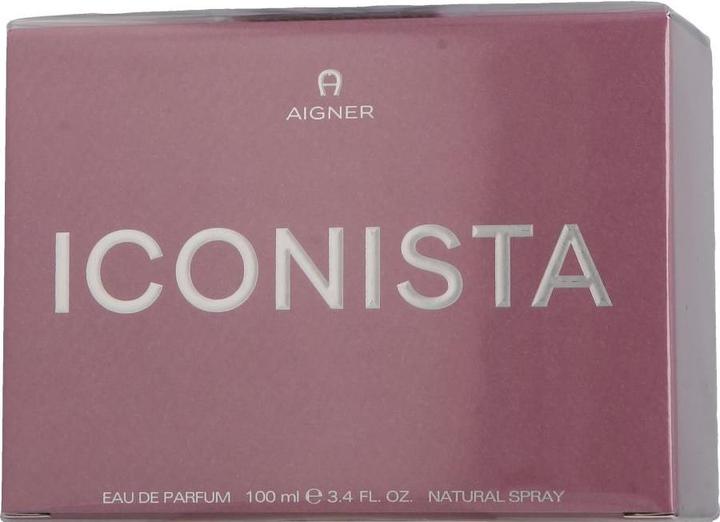 AIGNER
ICONISTA
EAU DE PARFUM 100 ml ℮ 3.4 FL. OZ. NATURAL SPRAY